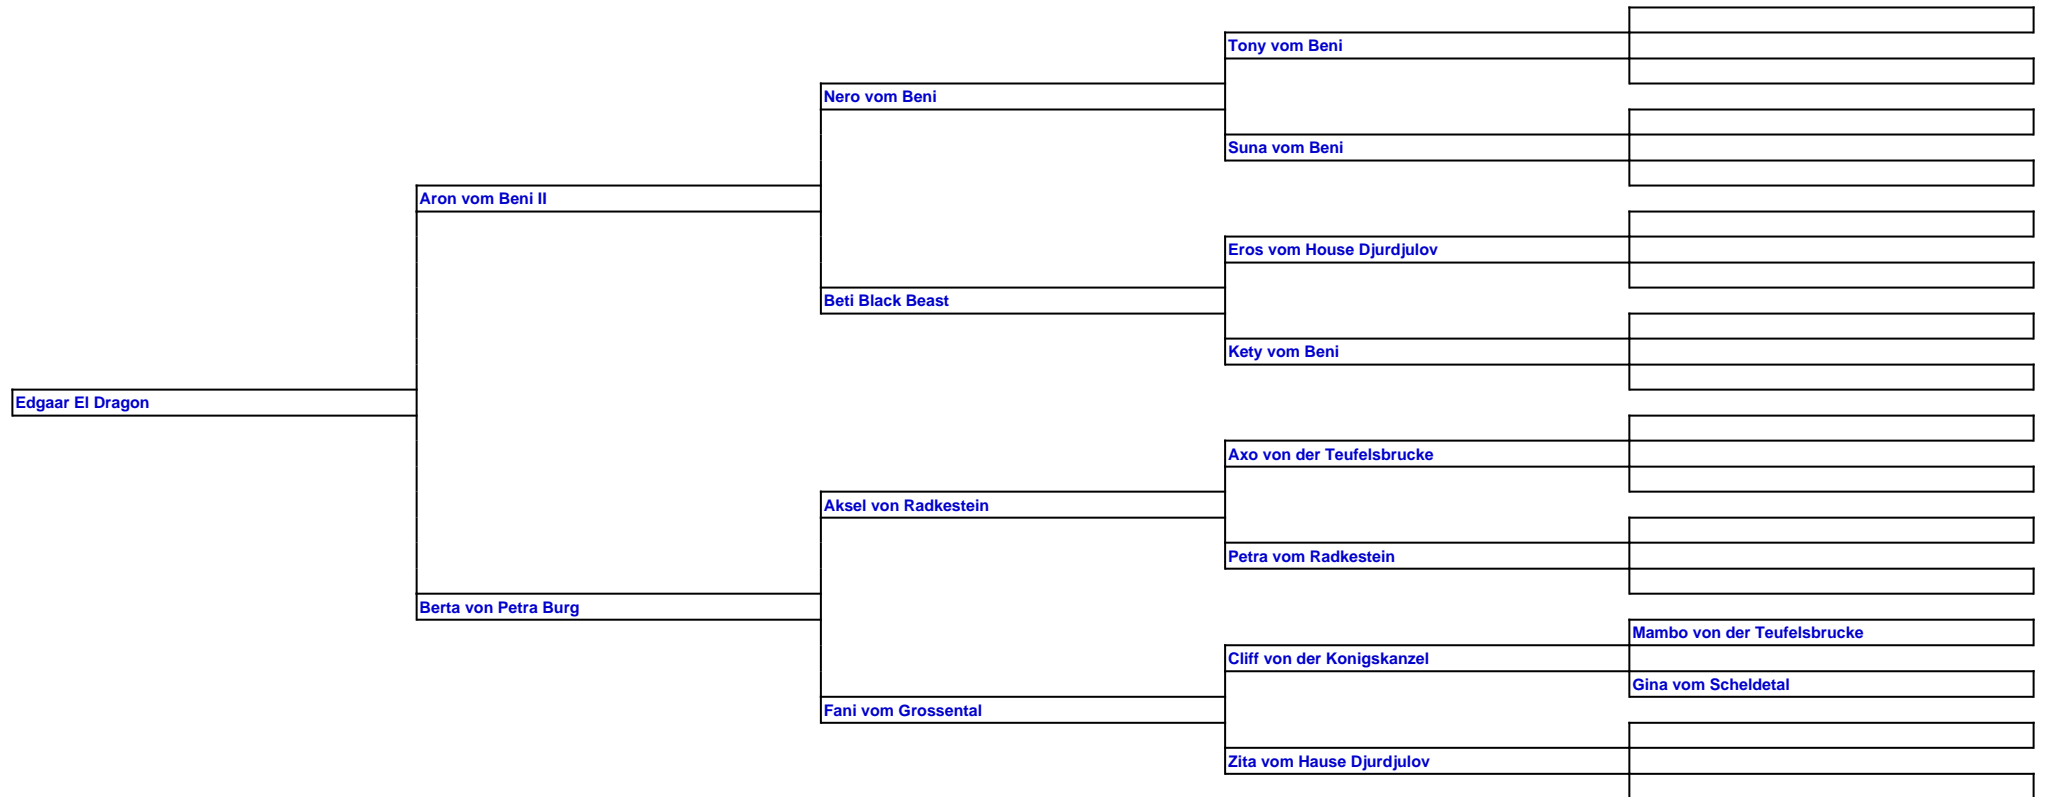 Tony vom Beni
Nero vom Beni
Suna vom Beni
Aron vom Beni II
Eros vom House Djurdjulov
Beti Black Beast
Kety vom Beni
Edgaar El Dragon
Axo von der Teufelsbrucke
Aksel von Radkestein
Petra vom Radkestein
Berta von Petra Burg
Mambo von der Teufelsbrucke
Cliff von der Konigskanzel
Gina vom Scheldetal
Fani vom Grossental
Zita vom Hause Djurdjulov